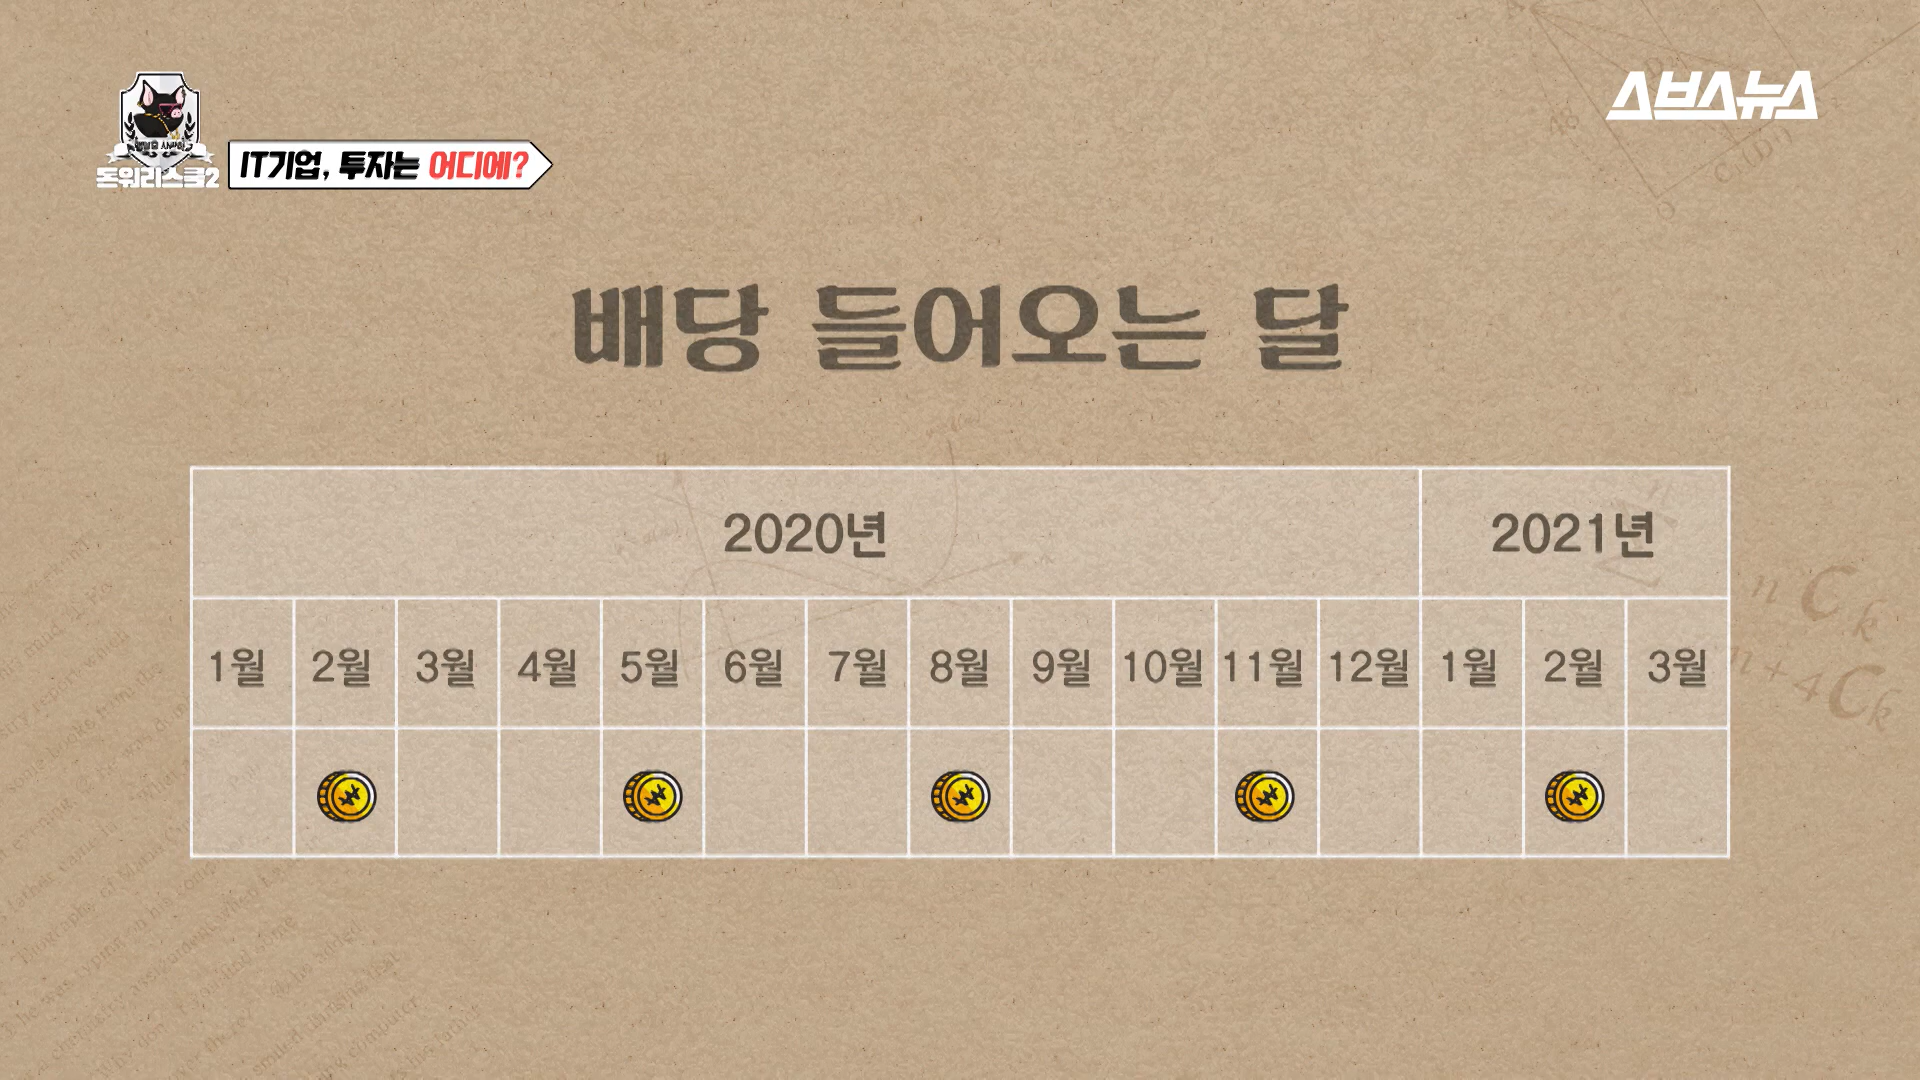 스브스뉴스
돈워리스쿨2
IT기업, 투자는 어디에?
배당 들어오는 달
2020년 2021년
1월 2월 3월 4월 5월 6월 7월 8월 9월 10월 11월 12월 1월 2월 3월